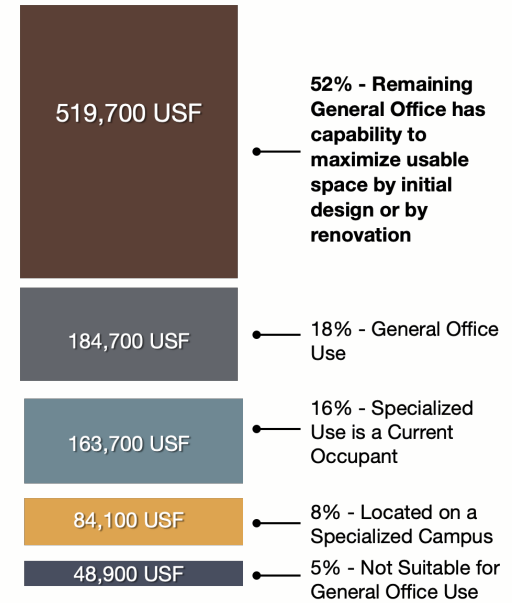 519,700 USF
52% - Remaining
General Office has
capability to
maximize usable
space by initial
design or by
renovation
184,700 USF
18% - General Office
Use
163,700 USF
16% - Specialized
Use is a Current
Occupant
84,100 USF
8% - Located on a
Specialized Campus
48,900 USF
5% - Not Suitable for
General Office Use